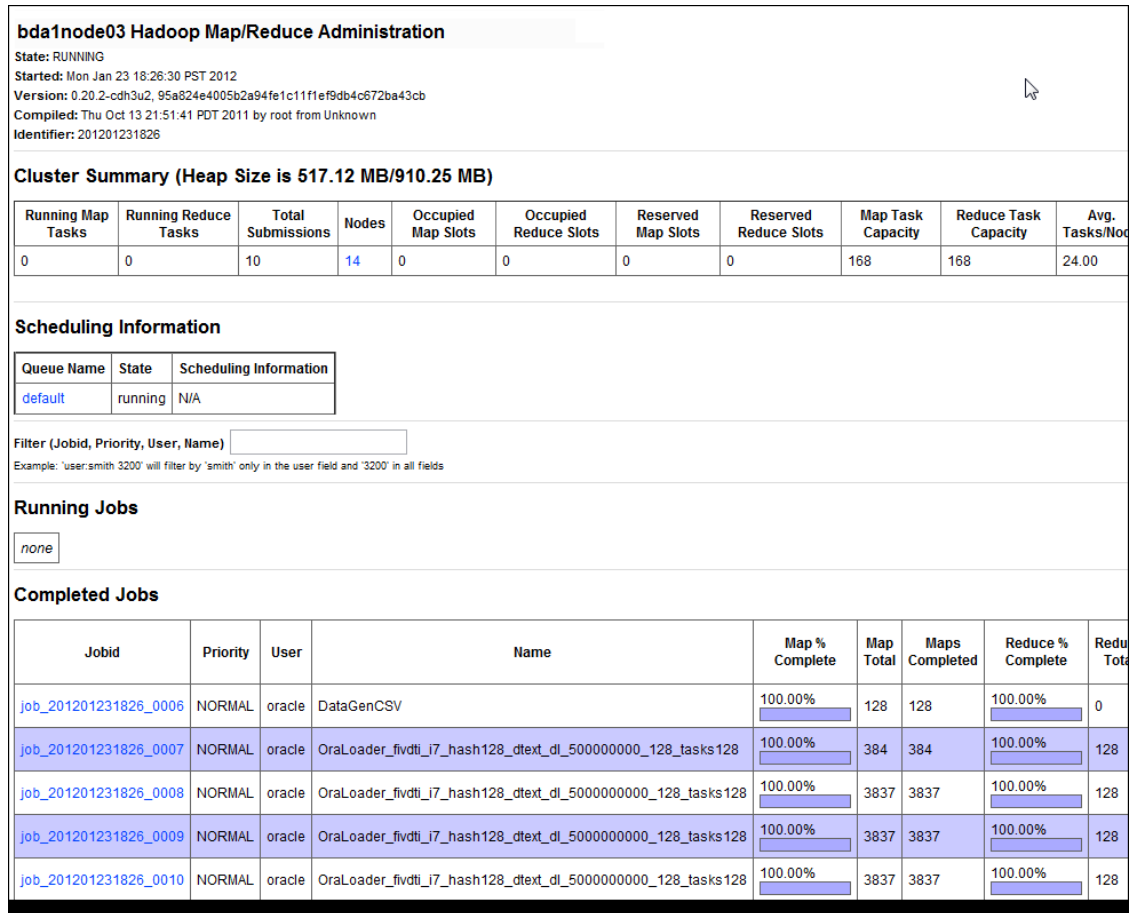 bda1node03 Hadoop Map/Reduce Administration
State: RUNNING
Started: Mon Jan 23 18:26:30 PST 2012
Version: 0.20.2-cdh3u2, 95a824e4005b2a94fe1c11f1ef9db4c672ba43cb
Compiled: Thu Oct 13 21:51:41 PDT 2011 by root from Unknown
Identifier: 201201231826
Cluster Summary (Heap Size is 517.12 MB/910.25 MB)
Running Map Tasks Running Reduce Tasks Total Submissions Nodes Occupied Map Slots Occupied Reduce Slots Reserved Map Slots Reserved Reduce Slots Map Task Capacity Reduce Task Capacity Avg. Tasks/Nod
0 0 10 14 0 0 0 0 168 168 24.00
Scheduling Information
Queue Name State Scheduling Information
default running N/A
Filter (Jobid, Priority, User, Name)
Example: 'user:smith 3200' will filter by 'smith' only in the user field and '3200' in all fields
Running Jobs
none
Completed Jobs
Jobid Priority User Name Map % Complete Map Total Maps Completed Reduce % Complete Redu Tota
job_201201231826_0006 NORMAL oracle DataGenCSV 100.00% 128 128 100.00% 0
job_201201231826_0007 NORMAL oracle OraLoader_fivdti_i7_hash128_dtext_dl_500000000_128_tasks128 100.00% 384 384 100.00% 128
job_201201231826_0008 NORMAL oracle OraLoader_fivdti_i7_hash128_dtext_dl_5000000000_128_tasks128 100.00% 3837 3837 100.00% 128
job_201201231826_0009 NORMAL oracle OraLoader_fivdti_i7_hash128_dtext_dl_5000000000_128_tasks128 100.00% 3837 3837 100.00% 128
job_201201231826_0010 NORMAL oracle OraLoader_fivdti_i7_hash128_dtext_dl_5000000000_128_tasks128 100.00% 3837 3837 100.00% 128